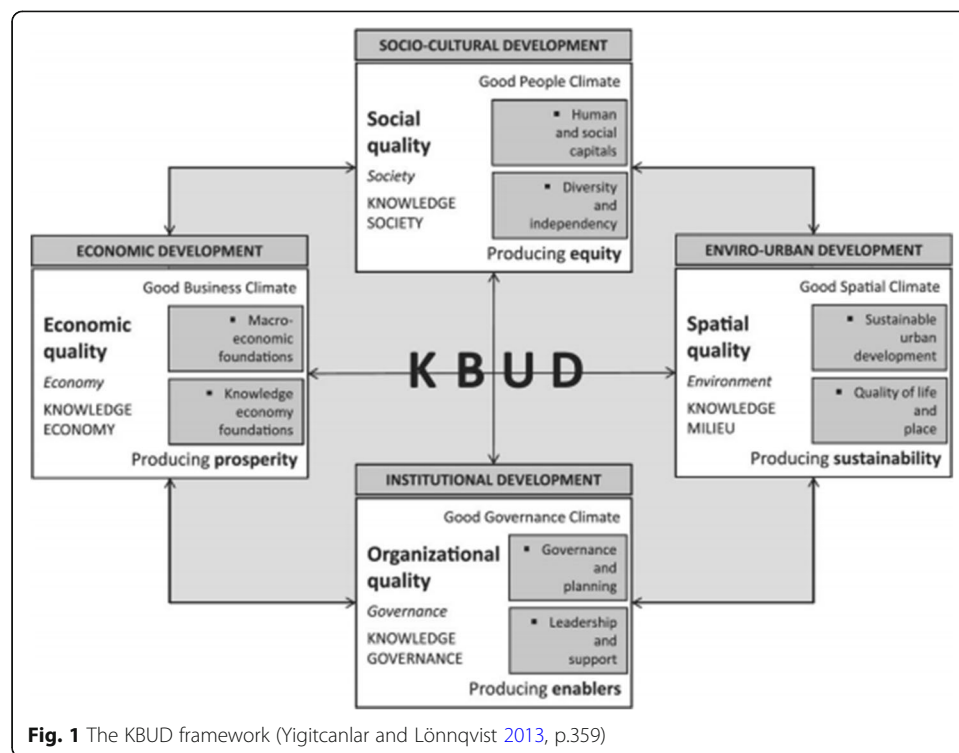 SOCIO-CULTURAL DEVELOPMENT
Good People Climate
Social
quality
Society
KNOWLEDGE
SOCIETY
▪ Human
and social
capitals
▪ Diversity
and
independency
Producing equity
ECONOMIC DEVELOPMENT
Good Business Climate
Economic
quality
Economy
KNOWLEDGE
ECONOMY
▪ Macro-
economic
foundations
▪ Knowledge
economy
foundations
Producing prosperity
KBUD
ENVIRO-URBAN DEVELOPMENT
Good Spatial Climate
Spatial
quality
Environment
KNOWLEDGE
MILIEU
▪ Sustainable
urban
development
▪ Quality of life
and
place
Producing sustainability
INSTITUTIONAL DEVELOPMENT
Good Governance Climate
Organizational
quality
Governance
KNOWLEDGE
GOVERNANCE
▪ Governance
and
planning
▪ Leadership
and
support
Producing enablers
Fig. 1 The KBUD framework (Yigitcanlar and Lönnqvist 2013, p.359)